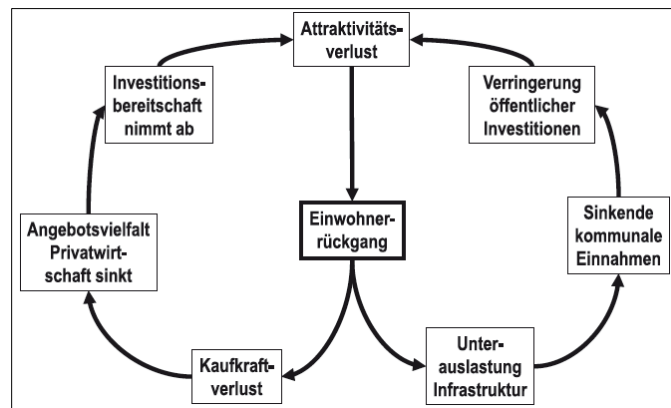 Attraktivitäts-
verlust
Investitions-
bereitschaft
nimmt ab
Verringerung
öffentlicher
Investitionen
Angebotsvielfalt
Privatwirt-
schaft sinkt
Einwohner-
rückgang
Sinkende
kommunale
Einnahmen
Kaufkraft-
verlust
Unter-
auslastung
Infrastruktur